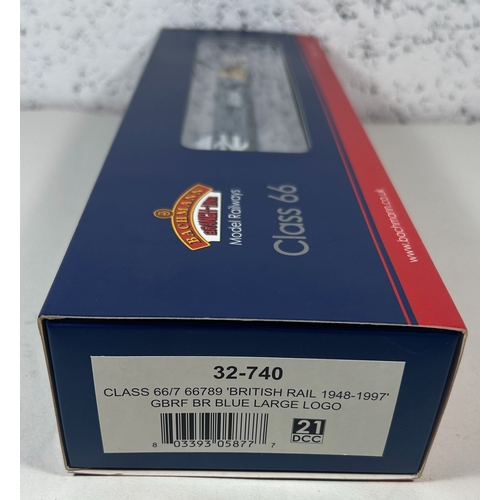 BACHMANN
BRANCH-LINE
Model Railways
Class 66
www.bachmann.co.uk
32-740
CLASS 66/7 66789 'BRITISH RAIL 1948-1997'
GBRF BR BLUE LARGE LOGO
8 03393 05877 7
21
DCC